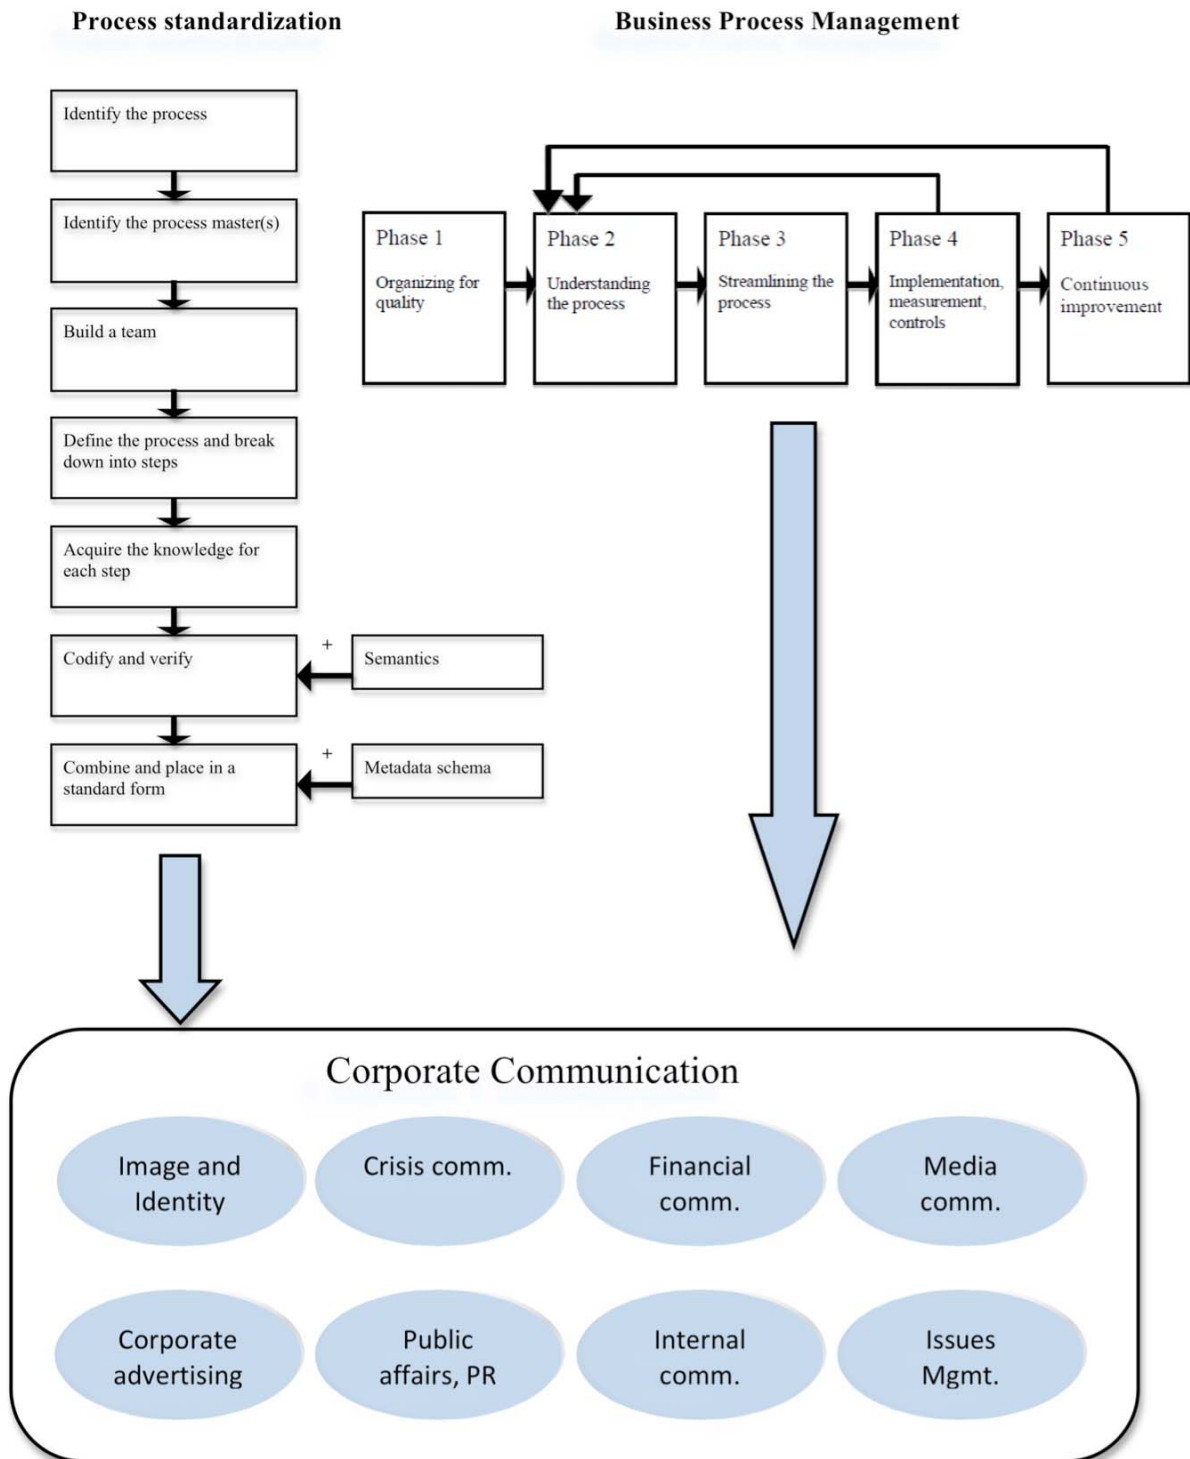 Process standardization
Business Process Management
Identify the process
Identify the process master(s)
Build a team
Define the process and break
down into steps
Acquire the knowledge for
each step
Codify and verify
+
Semantics
Combine and place in a
standard form
+
Metadata schema
Phase 1
Organizing for
quality
Phase 2
Understanding
the process
Phase 3
Streamlining the
process
Phase 4
Implementation,
measurement,
controls
Phase 5
Continuous
improvement
Corporate Communication
Image and
Identity
Crisis comm.
Financial
comm.
Media
comm.
Corporate
advertising
Public
affairs, PR
Internal
comm.
Issues
Mgmt.